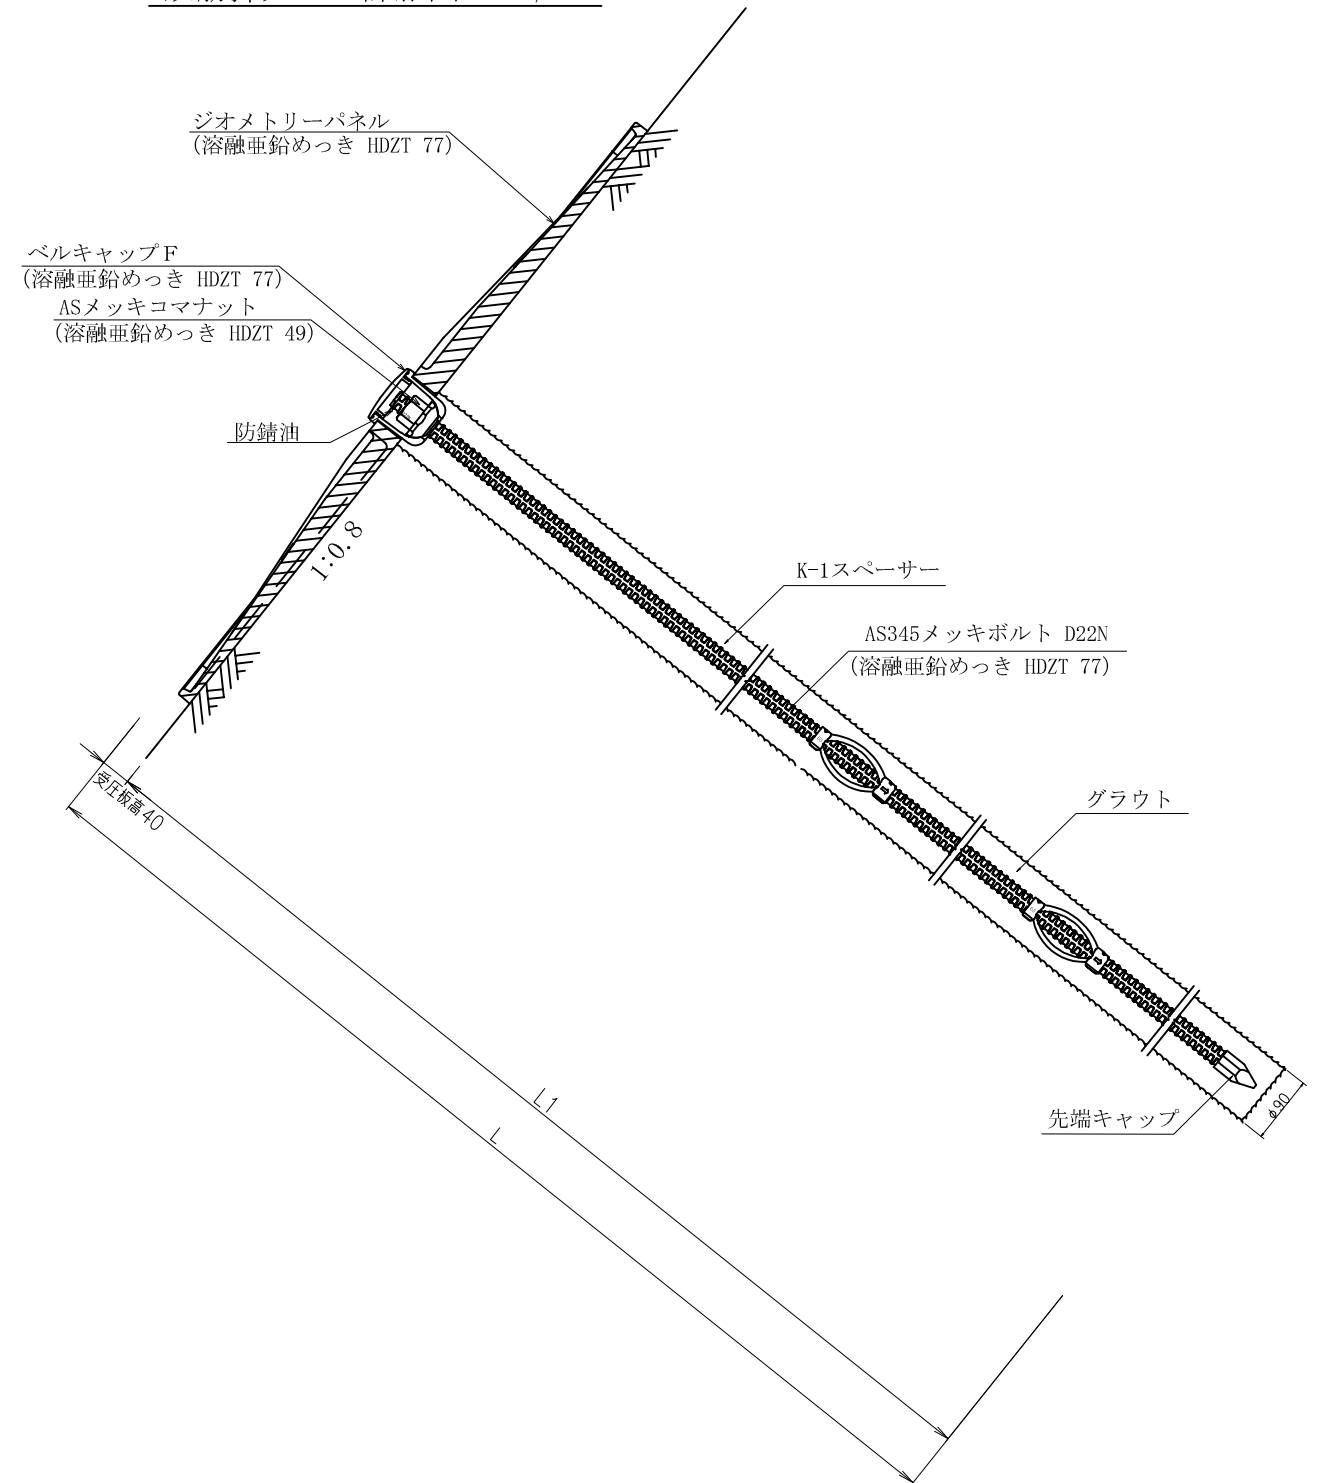 ジオメトリーパネル
(溶融亜鉛めっき HDZT 77)
ベルキャップF
(溶融亜鉛めっき HDZT 77)
ASメッキコマナット
(溶融亜鉛めっき HDZT 49)
防錆油
1:0.8
K-1スペーサー
AS345メッキボルト D22N
(溶融亜鉛めっき HDZT 77)
受圧板高40
グラウト
L1
L
先端キャップ
φ90